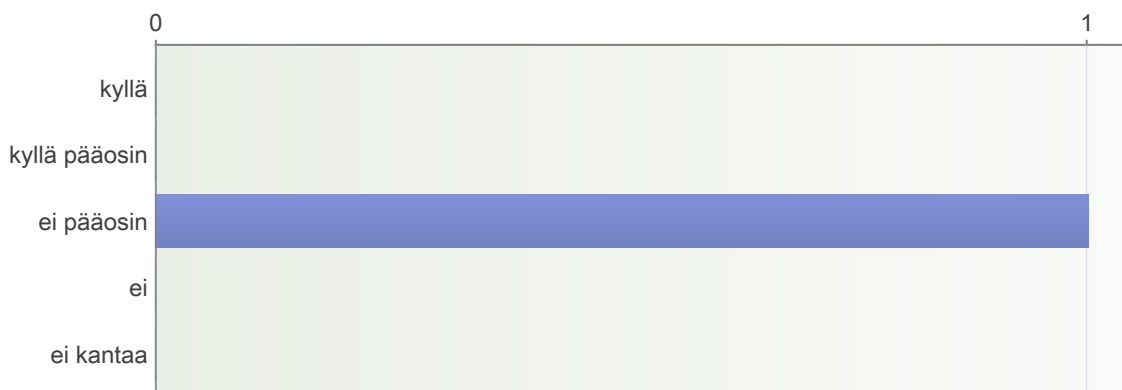 0 1
kyllä
kyllä pääosin
ei pääosin
ei
ei kantaa